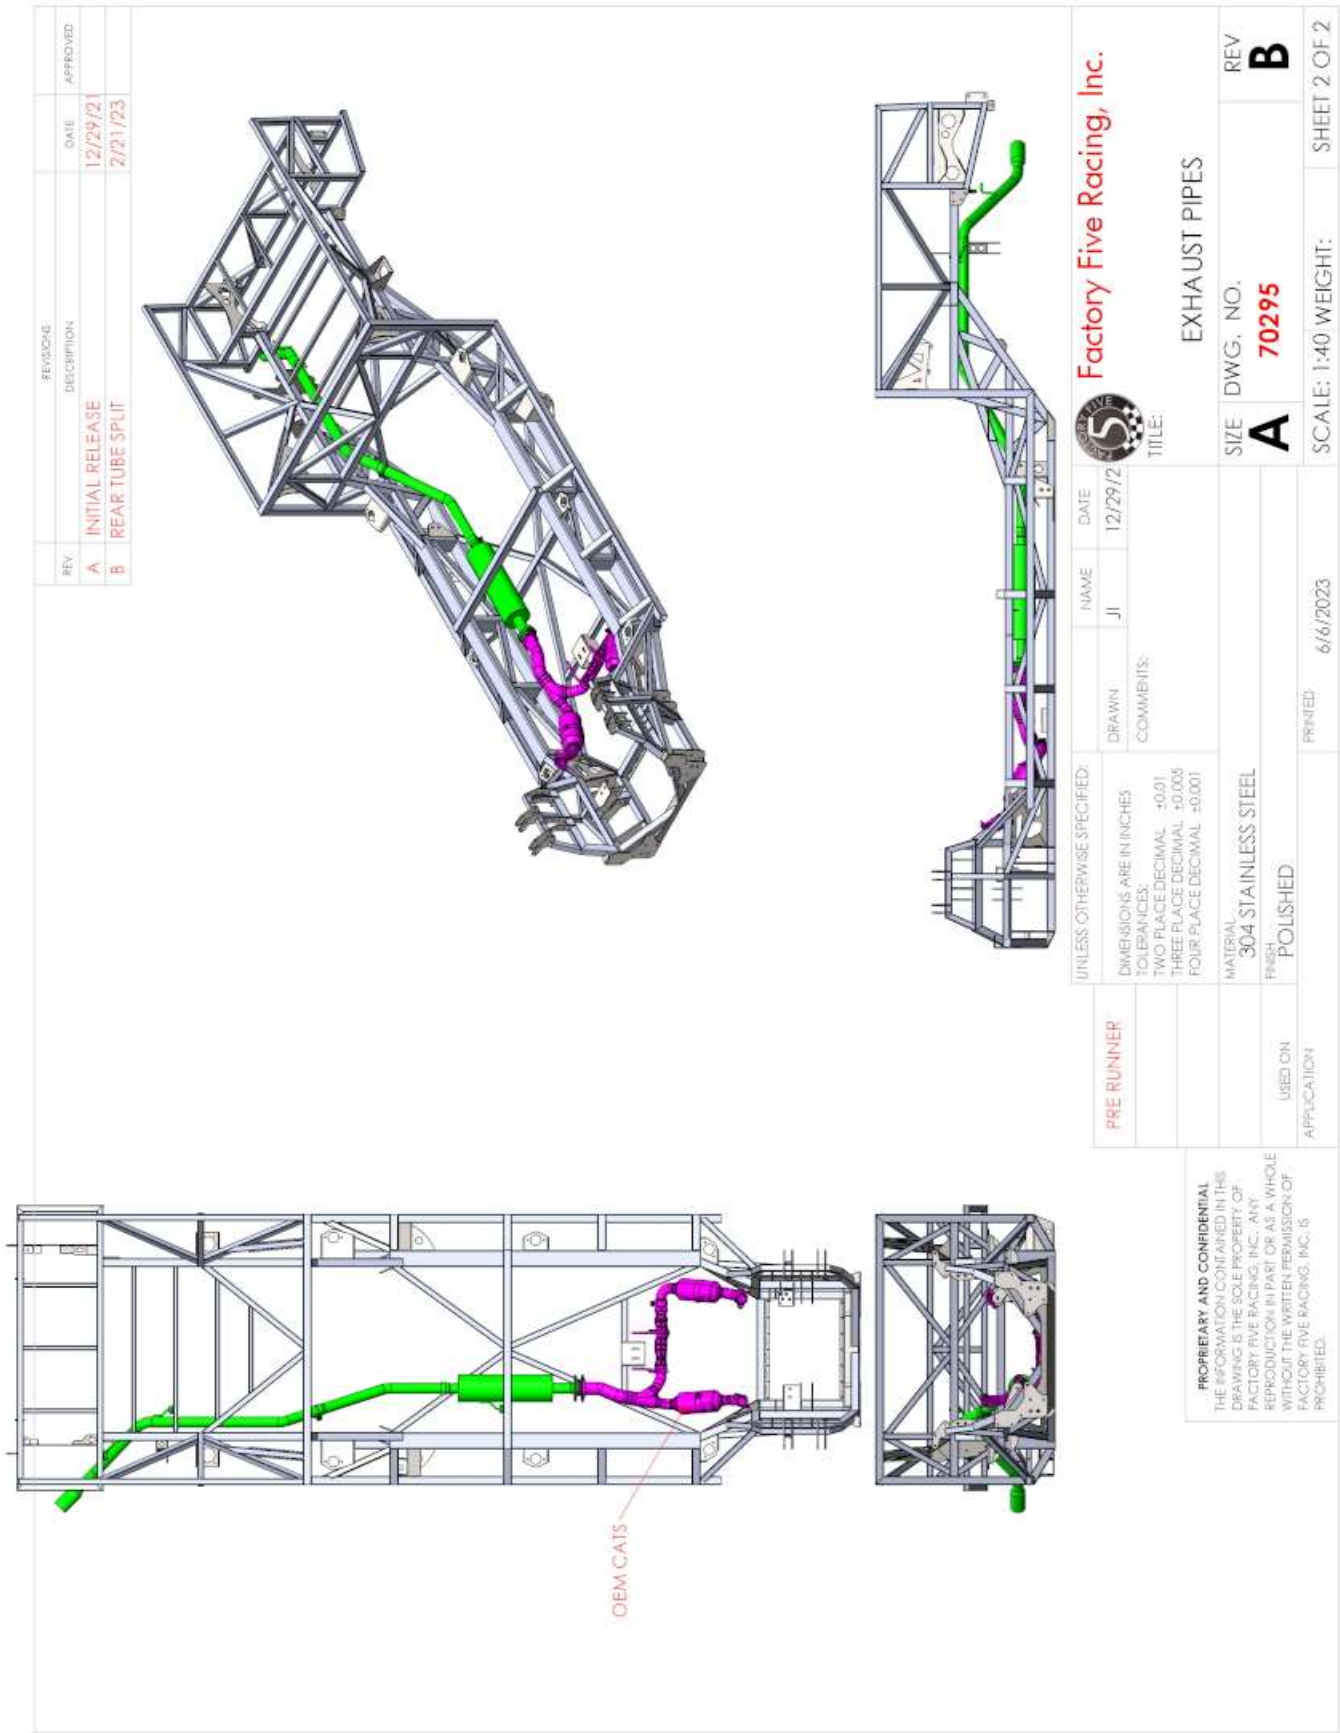 REVISIONS
REV. DESCRIPTION DATE APPROVED
A INITIAL RELEASE 12/29/21
B REAR TUBE SPLIT 2/21/23
OEM CATS
PROPRIETARY AND CONFIDENTIAL
THE INFORMATION CONTAINED IN THIS
DRAWING IS THE SOLE PROPERTY OF
FACTORY FIVE RACING, INC. ANY
REPRODUCTION IN PART OR AS A WHOLE
WITHOUT THE WRITTEN PERMISSION OF
FACTORY FIVE RACING, INC. IS
PROHIBITED.
PRE RUNNER
USED ON
APPLICATION
UNLESS OTHERWISE SPECIFIED:
DIMENSIONS ARE IN INCHES
TOLERANCES:
TWO PLACE DECIMAL ±0.01
THREE PLACE DECIMAL ±0.005
FOUR PLACE DECIMAL ±0.001
MATERIAL
304 STAINLESS STEEL
FINISH
POLISHED
NAME DATE
DRAWN JI 12/29/2
COMMENTS:
PRINTED 6/6/2023
FACTORY FIVE
5
Factory Five Racing, Inc.
TITLE:
EXHAUST PIPES
SIZE DWG. NO. REV
A 70295 B
SCALE: 1:40 WEIGHT: SHEET 2 OF 2